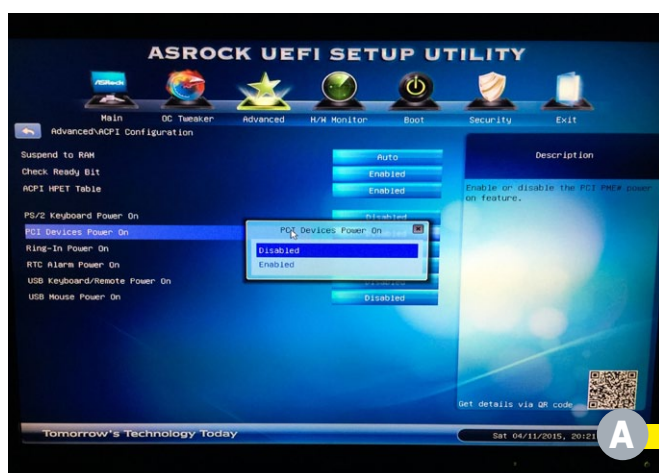 ASROCK UEFI SETUP UTILITY
ASRock
Main OC Tweaker Advanced H/W Monitor Boot Security Exit
Advanced\ACPI Configuration
Suspend to RAM Auto
Check Ready Bit Enabled
ACPI HPET Table Enabled
PS/2 Keyboard Power On Disabled
PCI Devices Power On
Ring-In Power On
RTC Alarm Power On
USB Keyboard/Remote Power On
USB Mouse Power On Disabled
PCI Devices Power On
Disabled
Enabled
Description
Enable or disable the PCI PME# power
on feature.
Get details via QR code
Tomorrow's Technology Today
Sat 04/11/2015, 20:21
A